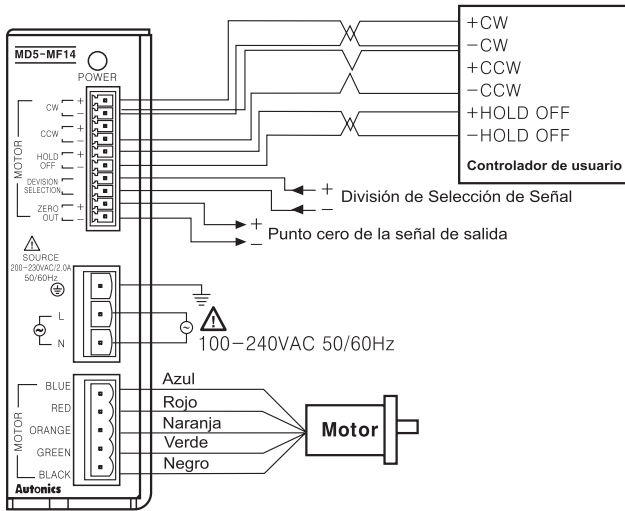 MD5-MF14
POWER
MOTOR
CW + −
CCW + −
HOLD OFF + −
DEVISION SELECTION
ZERO OUT + −
SOURCE
200-230VAC/2.0A
50/60Hz
L
N
MOTOR
BLUE
RED
ORANGE
GREEN
BLACK
Autonics
+CW
−CW
+CCW
−CCW
+HOLD OFF
−HOLD OFF
Controlador de usuario
+
− División de Selección de Señal
+
− Punto cero de la señal de salida
100-240VAC 50/60Hz
Azul
Rojo
Naranja
Verde
Negro
Motor